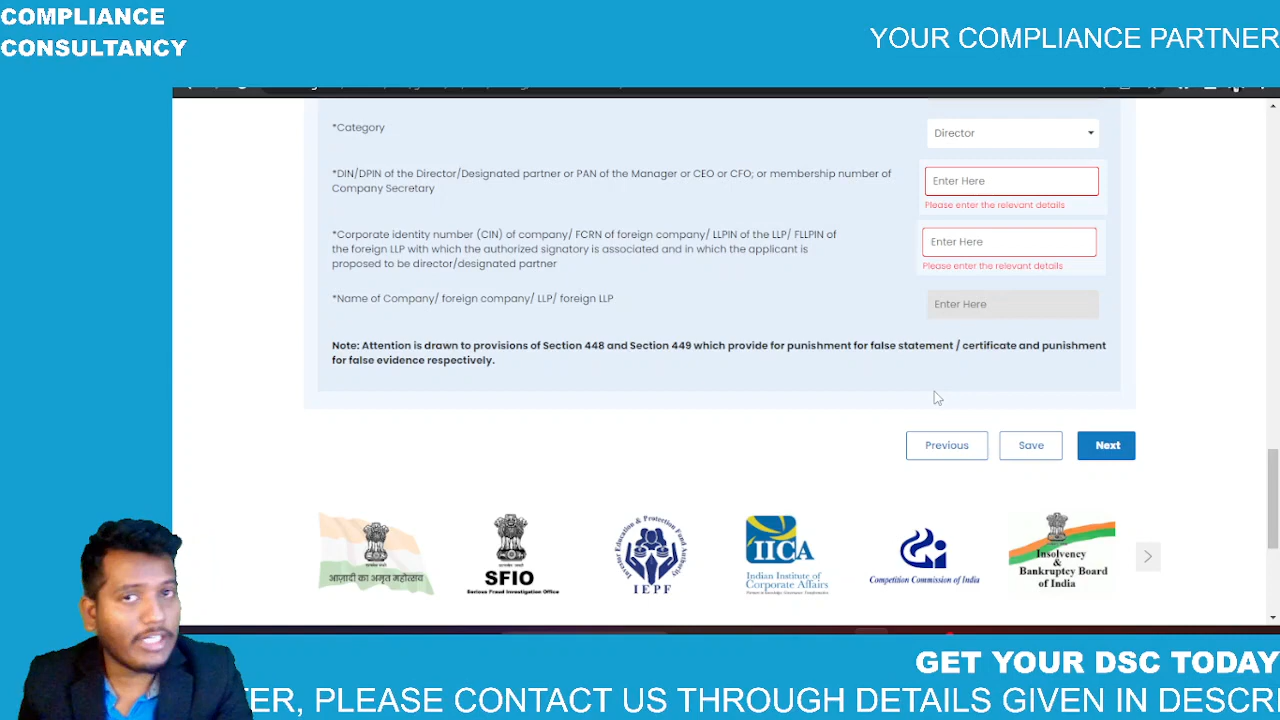 COMPLIANCE
CONSULTANCY
YOUR COMPLIANCE PARTNER
*Category
Director
*DIN/DPIN of the Director/Designated partner or PAN of the Manager or CEO or CFO; or membership number of
Company Secretary
Enter Here
Please enter the relevant details
*Corporate identity number (CIN) of company/ FCRN of foreign company/ LLPIN of the LLP/ FLLPIN of
the foreign LLP with which the authorized signatory is associated and in which the applicant is
proposed to be director/designated partner
Enter Here
Please enter the relevant details
*Name of Company/ foreign company/ LLP/ foreign LLP
Enter Here
Note: Attention is drawn to provisions of Section 448 and Section 449 which provide for punishment for false statement / certificate and punishment
for false evidence respectively.
Previous
Save
Next
आज़ादी का अमृत महोत्सव
SFIO
Serious Fraud Investigation Office
Investor Education & Protection Fund Authority
IEPF
IICA
Indian Institute of
Corporate Affairs
Competition Commission of India
Insolvency
&
Bankruptcy Board
of India
GET YOUR DSC TODAY
TER, PLEASE CONTACT US THROUGH DETAILS GIVEN IN DESCRI